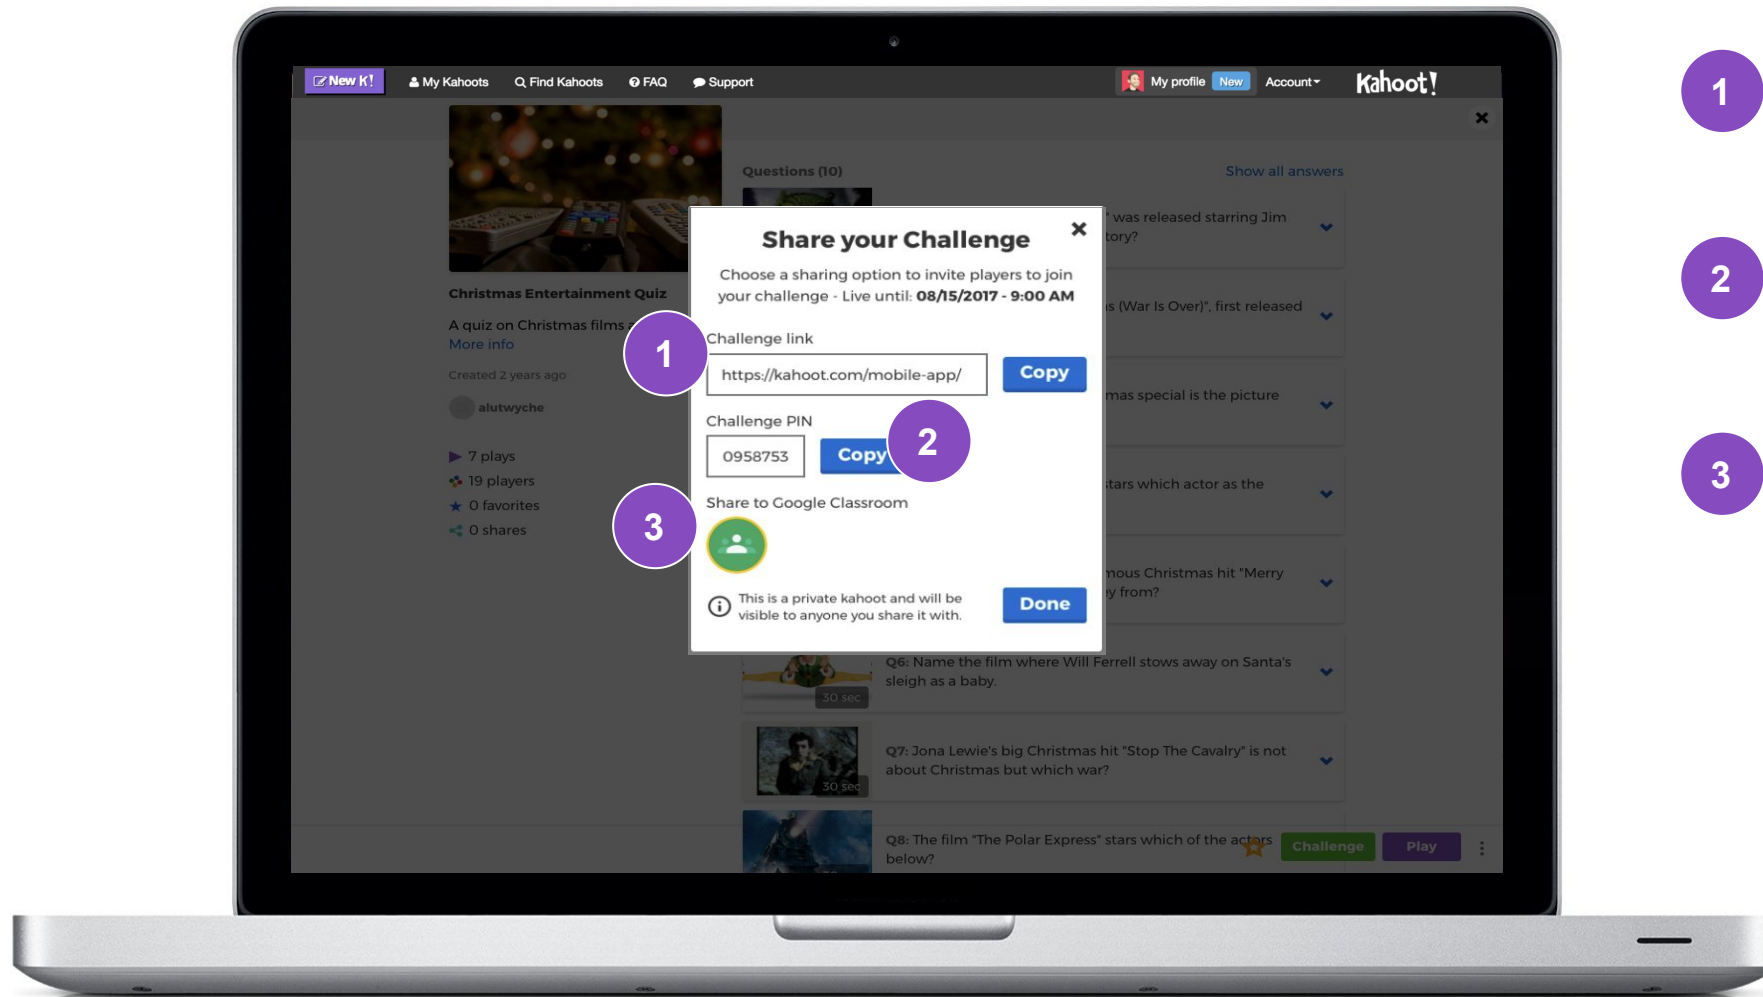 New K!
My Kahoots
Find Kahoots
FAQ
Support
My profile
New
Account
Kahoot!
Christmas Entertainment Quiz
A quiz on Christmas films
More info
Created 2 years ago
alutwyche
7 plays
19 players
0 favorites
0 shares
Questions (10)
Show all answers
" was released starring Jim
tory?
(War Is Over)", first released
mas special is the picture
stars which actor as the
mous Christmas hit "Merry
from?
30 sec
Q6: Name the film where Will Ferrell stows away on Santa's
sleigh as a baby.
30 sec
Q7: Jona Lewie's big Christmas hit "Stop The Cavalry" is not
about Christmas but which war?
Q8: The film "The Polar Express" stars which of the actors
below?
Challenge
Play
Share your Challenge
Choose a sharing option to invite players to join
your challenge - Live until: 08/15/2017 - 9:00 AM
1
Challenge link
https://kahoot.com/mobile-app/
Copy
Challenge PIN
0958753
Copy
2
3
Share to Google Classroom
This is a private kahoot and will be
visible to anyone you share it with.
Done
1
2
3